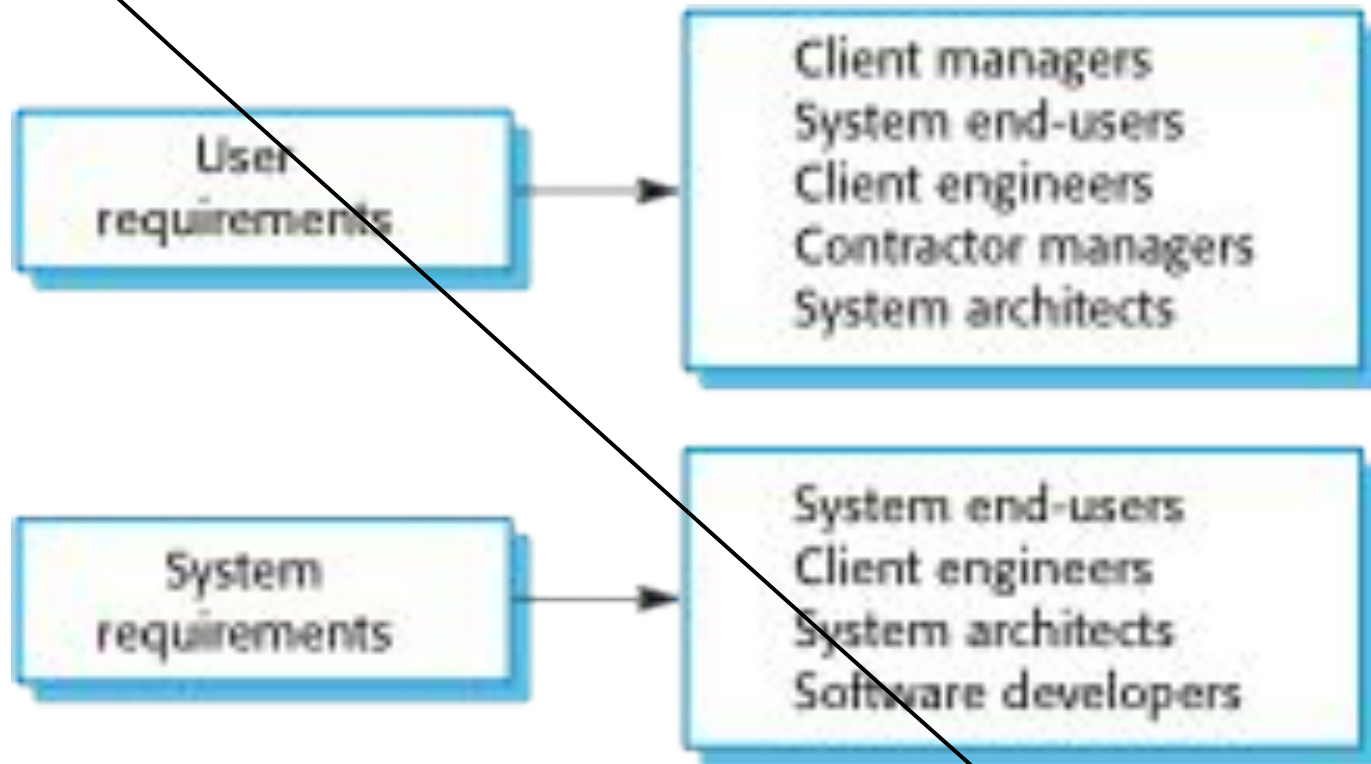 User
requirements
Client managers
System end-users
Client engineers
Contractor managers
System architects
System
requirements
System end-users
Client engineers
System architects
Software developers